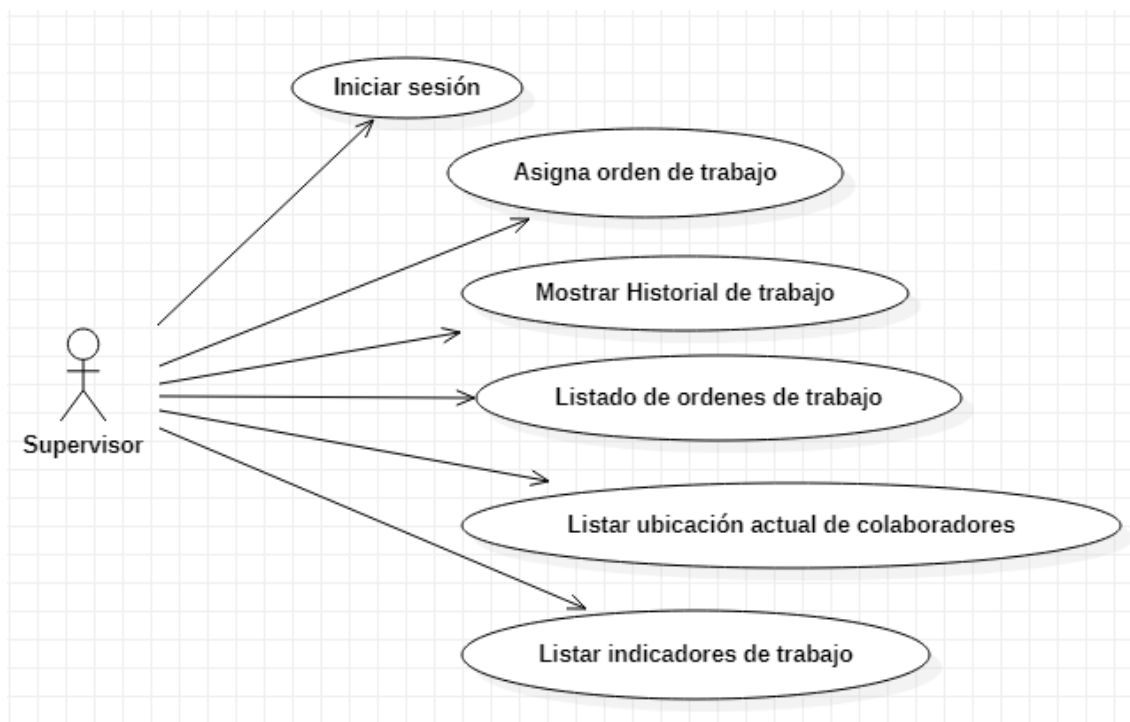 Iniciar sesión
Asigna orden de trabajo
Mostrar Historial de trabajo
Listado de ordenes de trabajo
Supervisor
Listar ubicación actual de colaboradores
Listar indicadores de trabajo